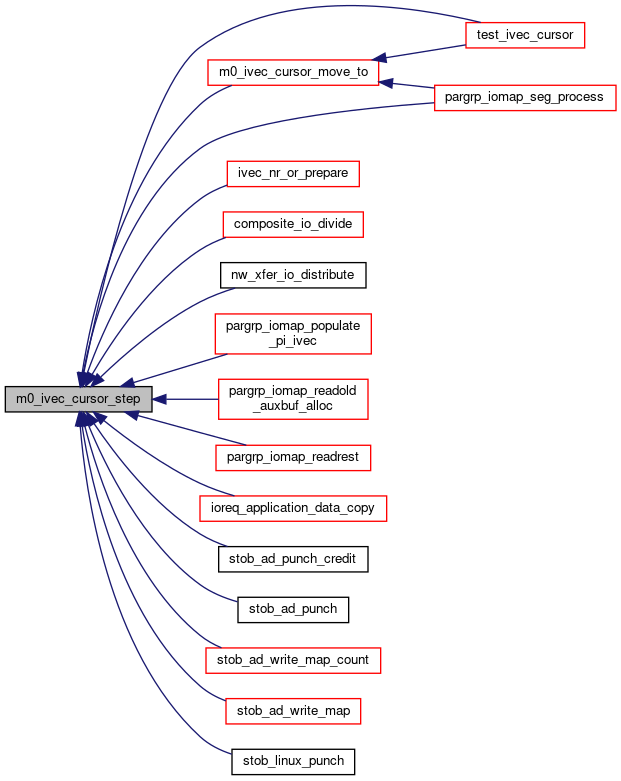 test_ivec_cursor
m0_ivec_cursor_move_to
pargrp_iomap_seg_process
ivec_nr_or_prepare
composite_io_divide
nw_xfer_io_distribute
pargrp_iomap_populate
_pi_ivec
m0_ivec_cursor_step
pargrp_iomap_readold
_auxbuf_alloc
pargrp_iomap_readrest
ioreq_application_data_copy
stob_ad_punch_credit
stob_ad_punch
stob_ad_write_map_count
stob_ad_write_map
stob_linux_punch